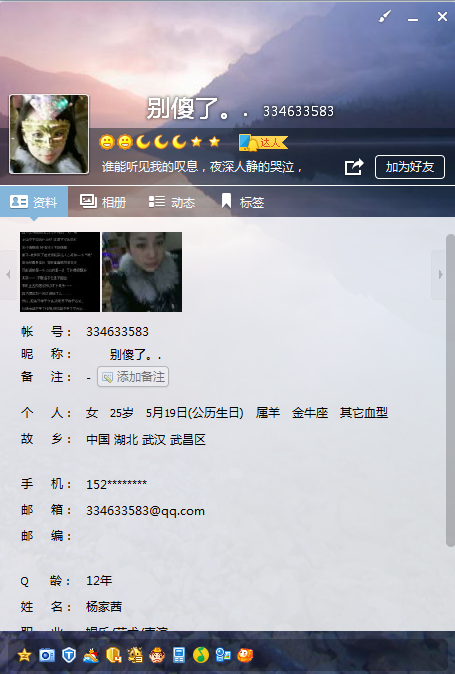 别傻了。. 334633583
达人
谁能听见我的叹息，夜深人静的哭泣，
加为好友
资料 相册 动态 标签
帐 号： 334633583
昵 称： 别傻了。.
备 注： - 添加备注
个 人： 女 25岁 5月19日(公历生日) 属羊 金牛座 其它血型
故 乡： 中国 湖北 武汉 武昌区
手 机： 152********
邮 箱： 334633583@qq.com
邮 编：
Q 龄： 12年
姓 名： 杨家茜